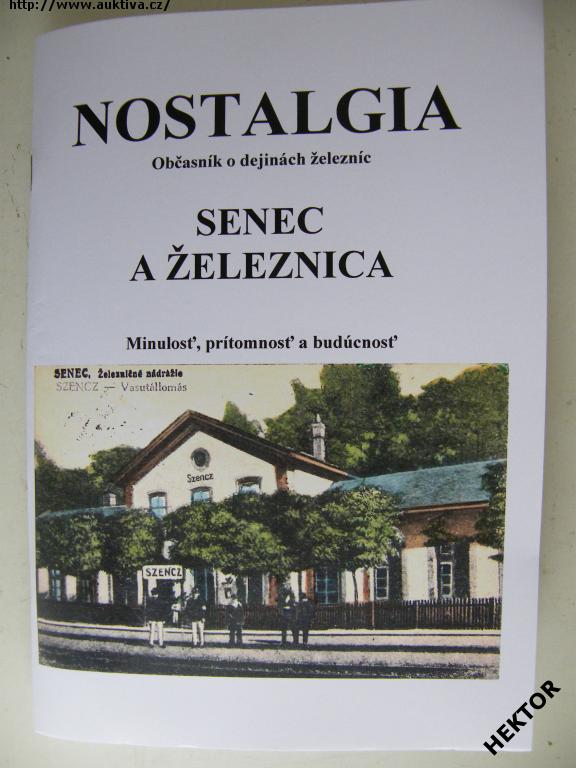 http://www.auktiva.cz/
NOSTALGIA
Občasník o dejinách železníc
SENEC
A ŽELEZNICA
Minulosť, prítomnosť a budúcnosť
SENEC, Železničné nádražie
SZENCZ — Vasutállomás
Szencz
SZENCZ
HEKTOR